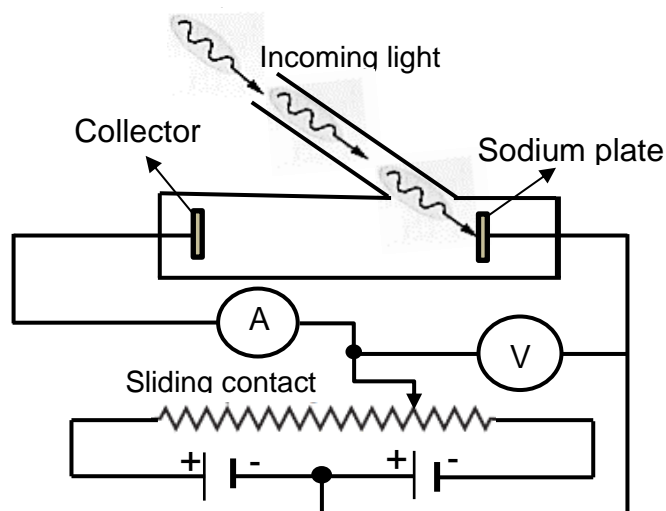 Incoming light
Collector
Sodium plate
A
V
Sliding contact
+ - + -